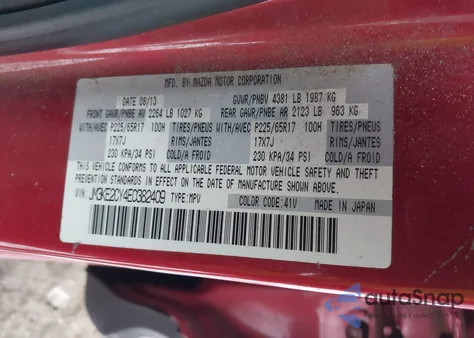 MFD. BY MAZDA MOTOR CORPORATION
DATE 08/13 GVWR/PNBV 4381 LB 1987 KG
FRONT GAWR/PNBE AV 2264 LB 1027 KG REAR GAWR/PNBE AR 2123 LB 963 KG
WITH/AVEC P225/65R17 100H TIRES/PNEUS WITH/AVEC P225/65R17 100H TIRES/PNEUS
17X7J RIMS/JANTES 17X7J RIMS/JANTES
230 KPA/34 PSI COLD/A FROID 230 KPA/34 PSI COLD/A FROID
THIS VEHICLE CONFORMS TO ALL APPLICABLE FEDERAL MOTOR VEHICLE
SAFETY, BUMPER, AND THEFT PREVENTION STANDARDS IN
EFFECT ON THE DATE OF MANUFACTURE SHOWN ABOVE.
VIN: JM3KE2CY4E0382409 TYPE:MPV COLOR CODE:41V MADE IN JAPAN
autoSnap